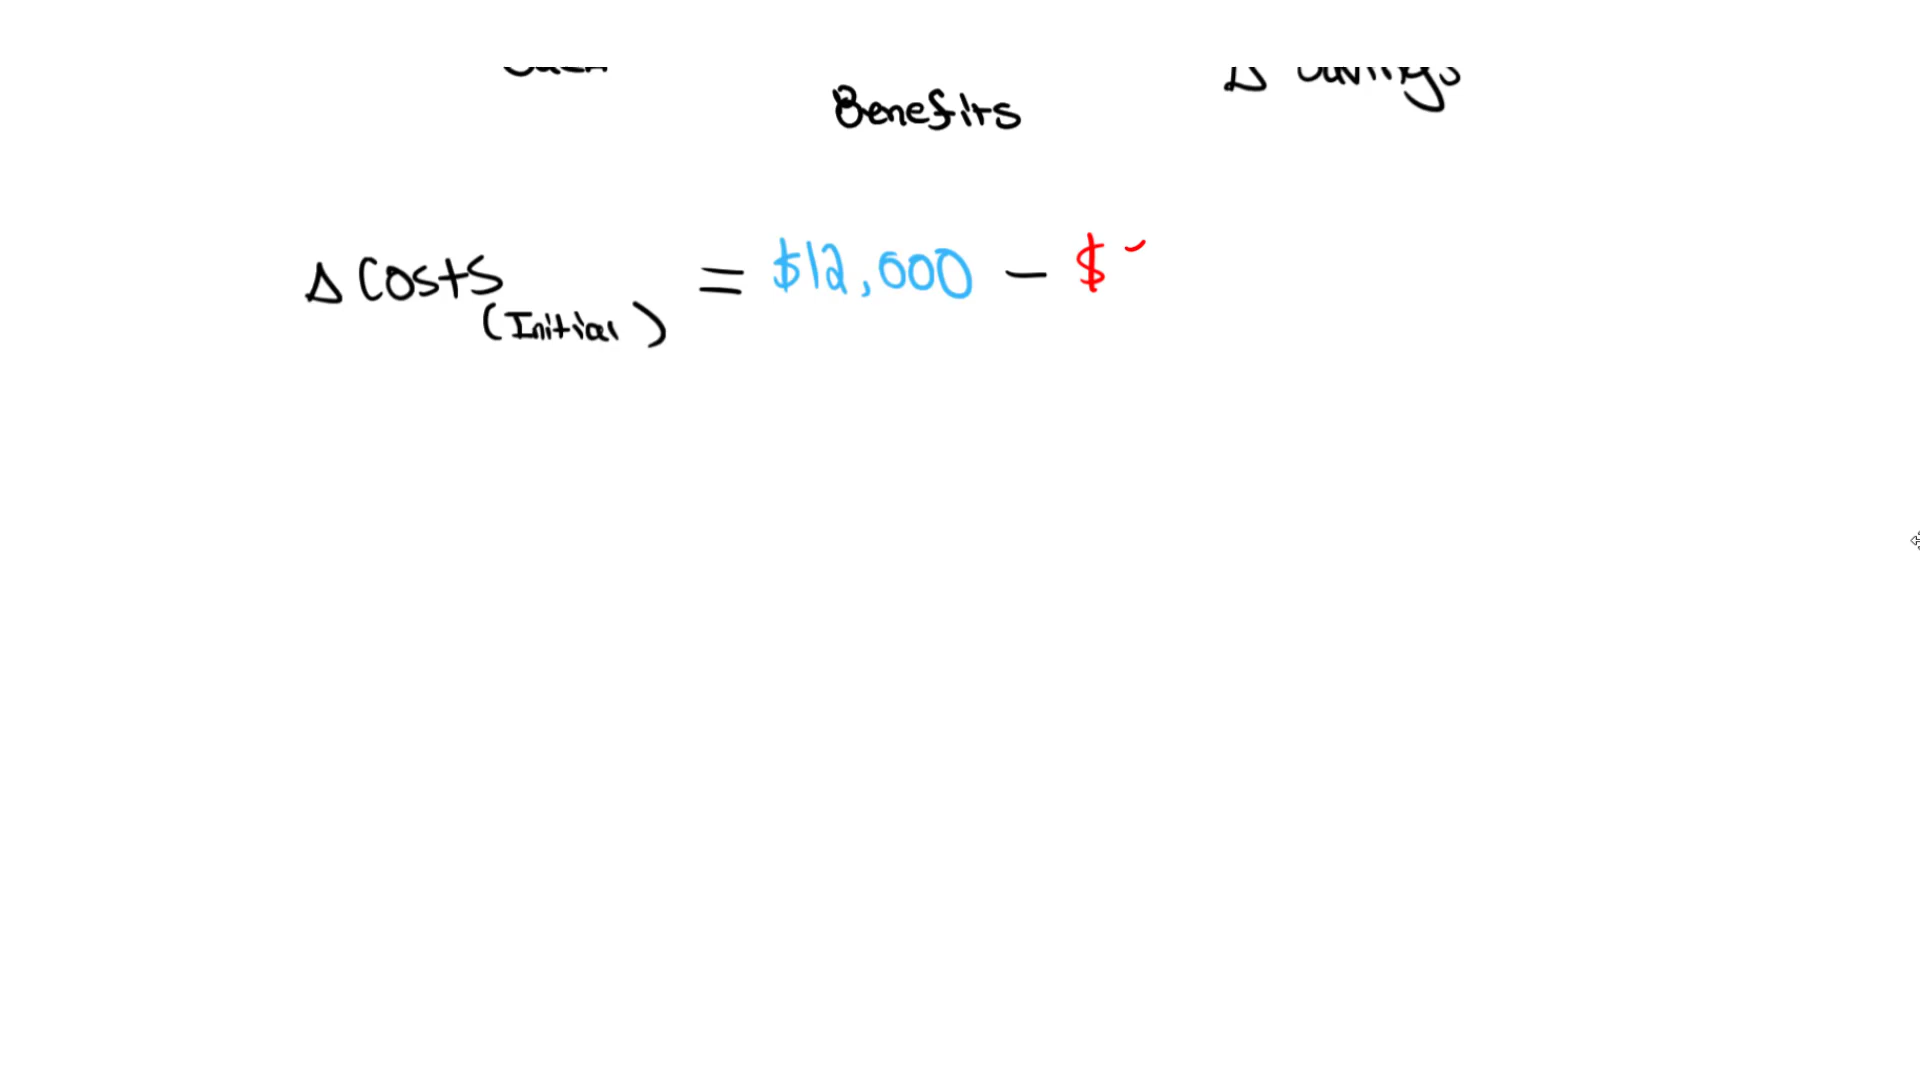 Benefits
Δ Costs = $12,000 - $
(Initial)